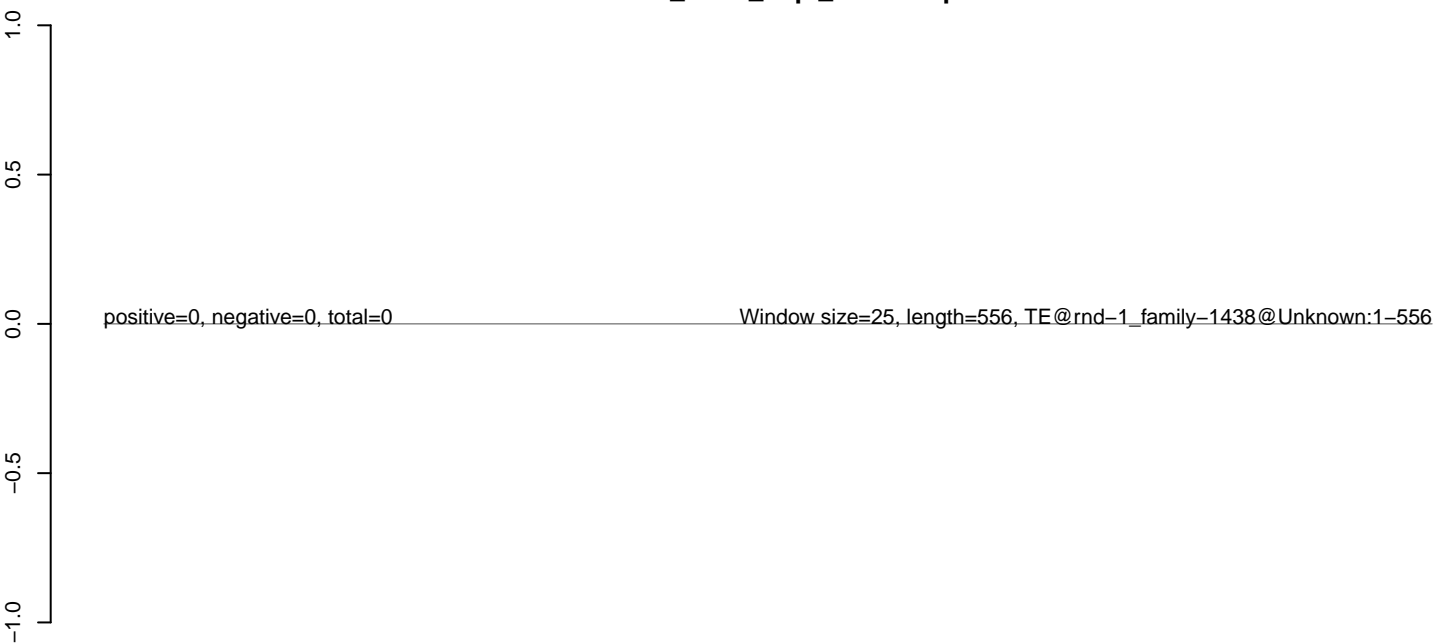 1.0
0.5
positive=0, negative=0, total=0
Window size=25, length=556, TE@rnd−1_family−1438@Unknown:1−556
0.0
−0.5
−1.0